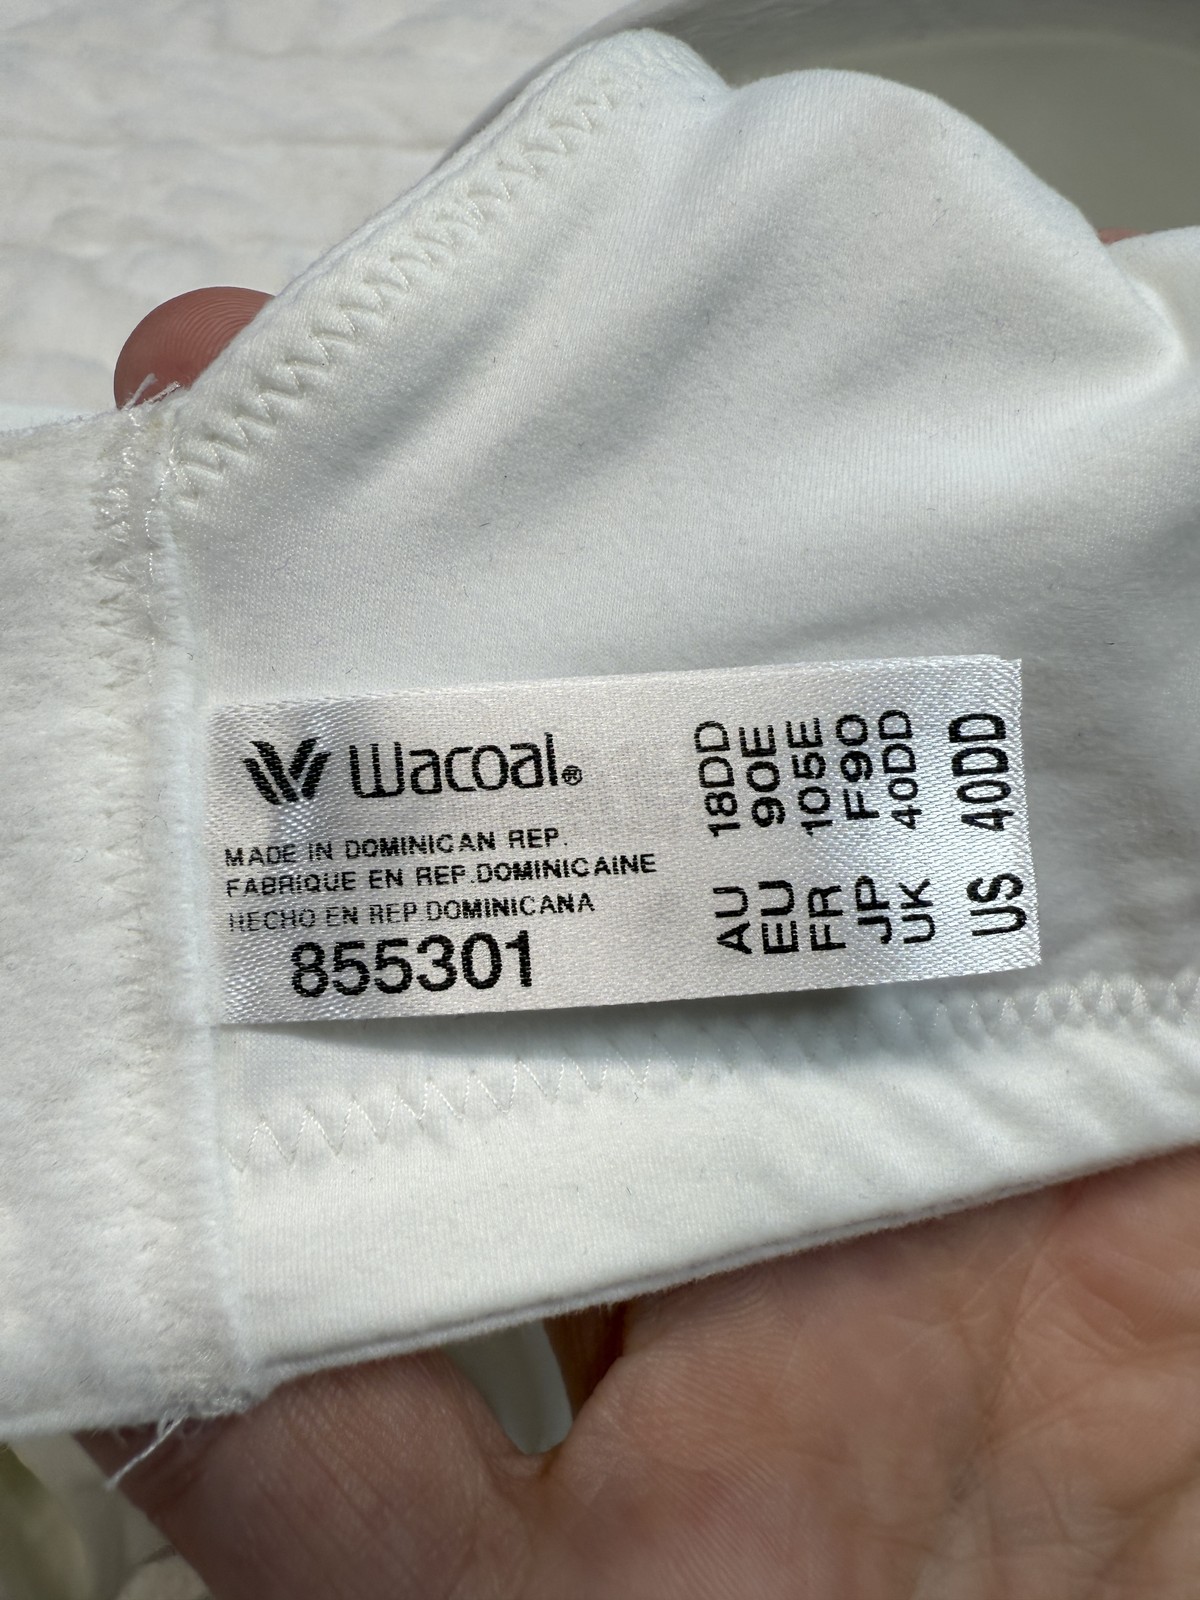 Wacoal®
MADE IN DOMINICAN REP.
FABRIQUE EN REP.DOMINICAINE
HECHO EN REP.DOMINICANA
855301
AU 18DD
EU 90E
FR 105E
JP F90
UK 40DD
US 40DD